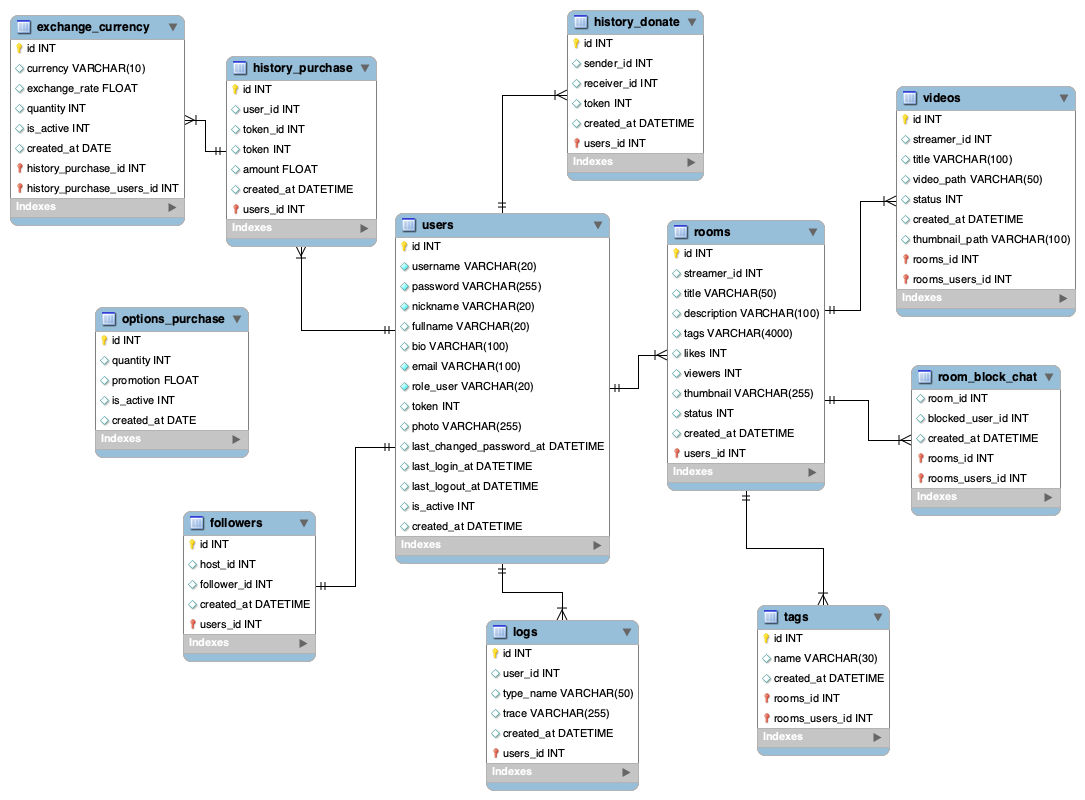 exchange_currency
id INT
currency VARCHAR(10)
exchange_rate FLOAT
quantity INT
is_active INT
created_at DATE
history_purchase_id INT
history_purchase_users_id INT
Indexes
history_purchase
id INT
user_id INT
token_id INT
token INT
amount FLOAT
created_at DATETIME
users_id INT
Indexes
history_donate
id INT
sender_id INT
receiver_id INT
token INT
created_at DATETIME
users_id INT
Indexes
videos
id INT
streamer_id INT
title VARCHAR(100)
video_path VARCHAR(50)
status INT
created_at DATETIME
thumbnail_path VARCHAR(100)
rooms_id INT
rooms_users_id INT
Indexes
users
id INT
username VARCHAR(20)
password VARCHAR(255)
nickname VARCHAR(20)
fullname VARCHAR(20)
bio VARCHAR(100)
email VARCHAR(100)
role_user VARCHAR(20)
token INT
photo VARCHAR(255)
last_changed_password_at DATETIME
last_login_at DATETIME
last_logout_at DATETIME
is_active INT
created_at DATETIME
Indexes
rooms
id INT
streamer_id INT
title VARCHAR(50)
description VARCHAR(100)
tags VARCHAR(4000)
likes INT
viewers INT
thumbnail VARCHAR(255)
status INT
created_at DATETIME
users_id INT
Indexes
options_purchase
id INT
quantity INT
promotion FLOAT
is_active INT
created_at DATE
Indexes
room_block_chat
room_id INT
blocked_user_id INT
created_at DATETIME
rooms_id INT
rooms_users_id INT
Indexes
followers
id INT
host_id INT
follower_id INT
created_at DATETIME
users_id INT
Indexes
logs
id INT
user_id INT
type_name VARCHAR(50)
trace VARCHAR(255)
created_at DATETIME
users_id INT
Indexes
tags
id INT
name VARCHAR(30)
created_at DATETIME
rooms_id INT
rooms_users_id INT
Indexes